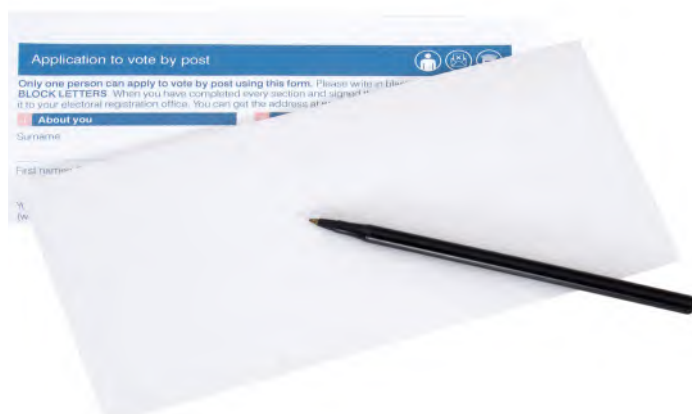 Application to vote by post
Only one person can apply to vote by post using this form. Please write in
BLOCK LETTERS. When you have completed every section and signed
it to your electoral registration office. You can get the address at
About you
Surname
First names